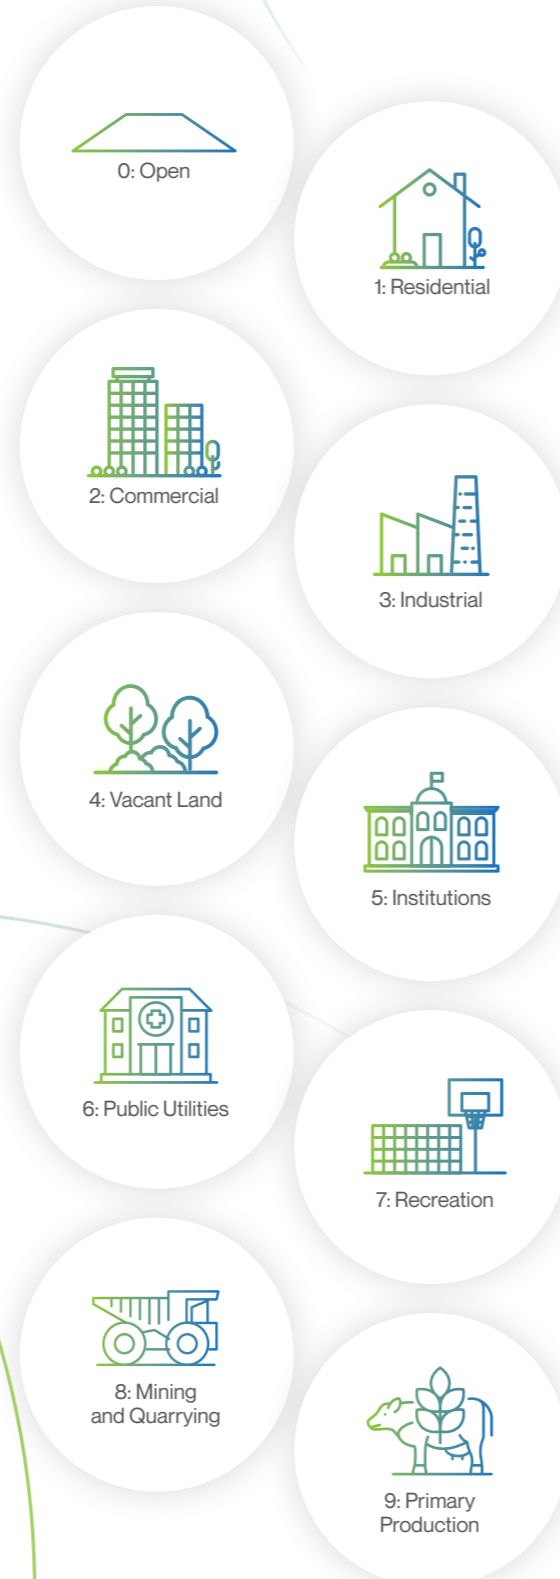 0: Open
1: Residential
2: Commercial
3: Industrial
4: Vacant Land
5: Institutions
6: Public Utilities
7: Recreation
8: Mining
and Quarrying
9: Primary
Production